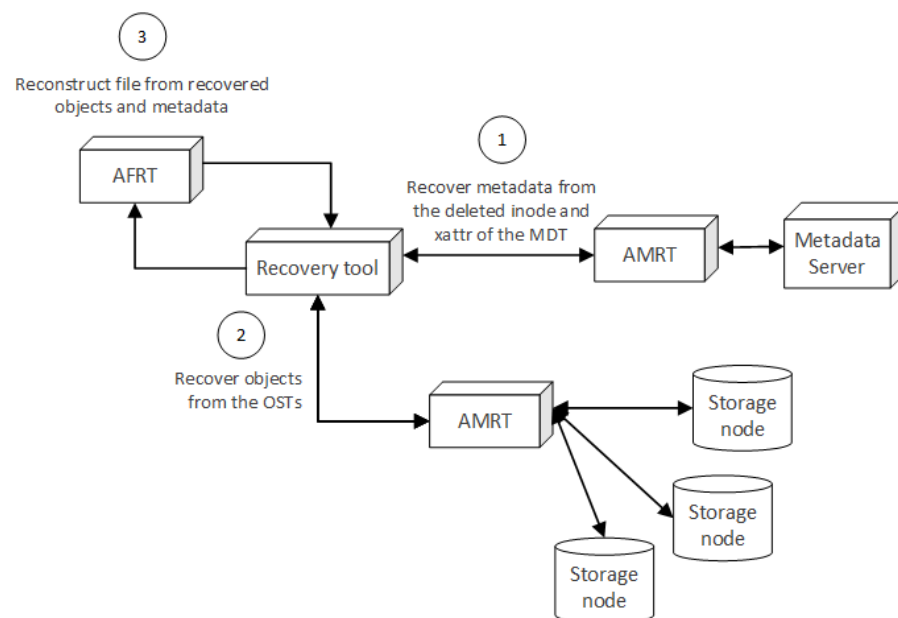 3
Reconstruct file from recovered
objects and metadata
AFRT
1
Recover metadata from
the deleted inode and
xattr of the MDT
Recovery tool
AMRT
Metadata
Server
2
Recover objects
from the OSTs
AMRT
Storage
node
Storage
node
Storage
node